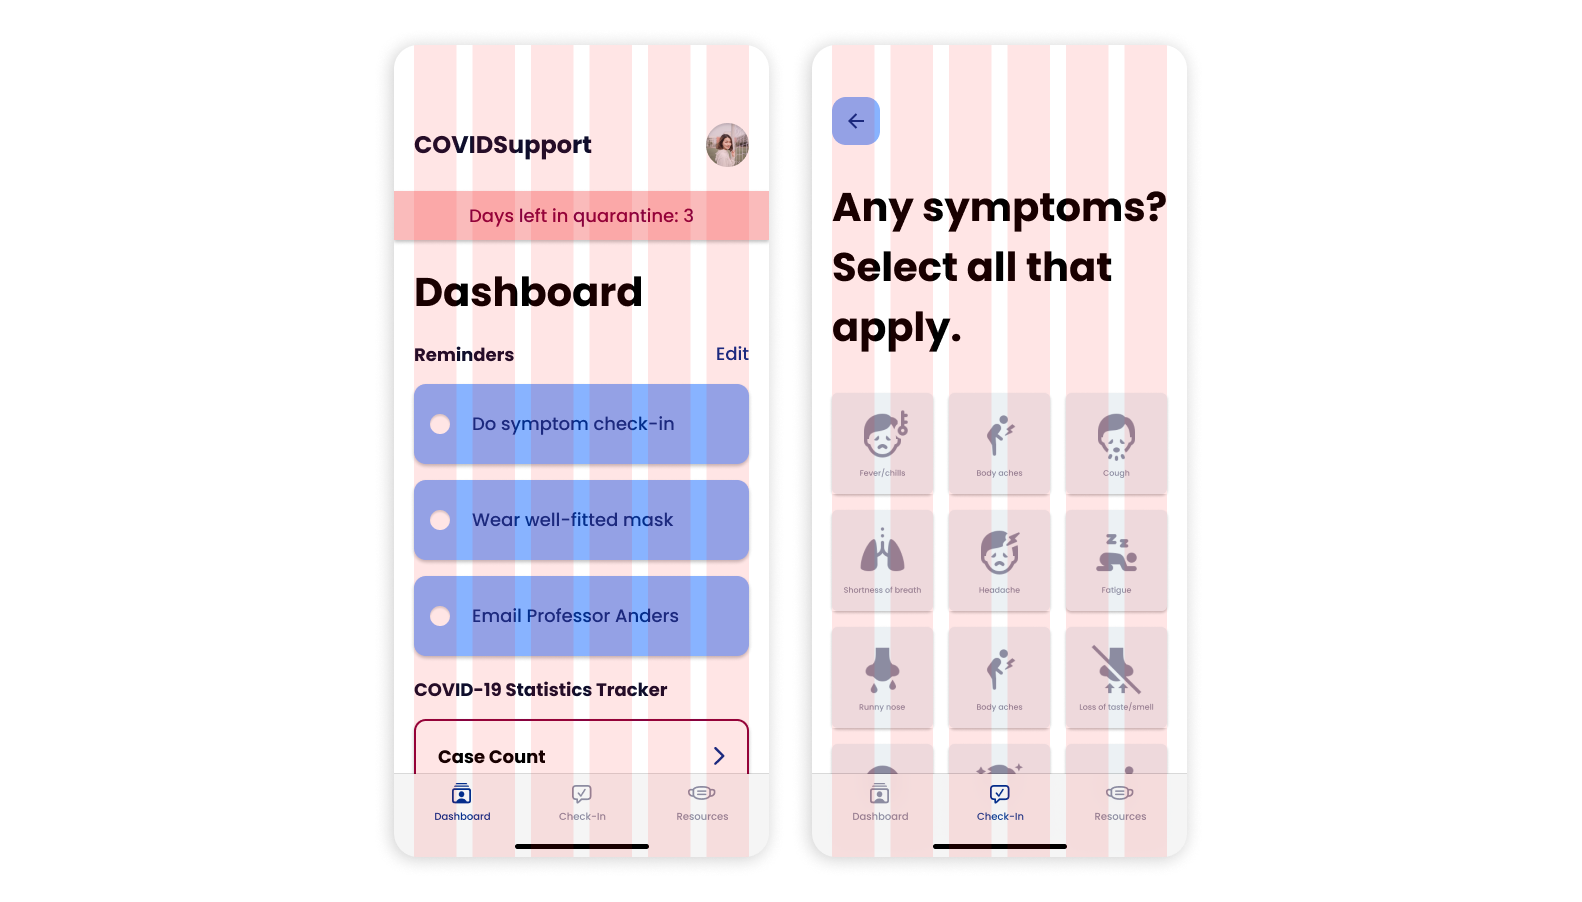 COVIDSupport
Days left in quarantine: 3
Dashboard
Reminders
Edit
Do symptom check-in
Wear well-fitted mask
Email Professor Anders
COVID-19 Statistics Tracker
Case Count
Dashboard
Check-In
Resources
Any symptoms?
Select all that
apply.
Fever/chills
Body aches
Cough
Shortness of breath
Headache
Fatigue
Runny nose
Body aches
Loss of taste/smell
Dashboard
Check-In
Resources